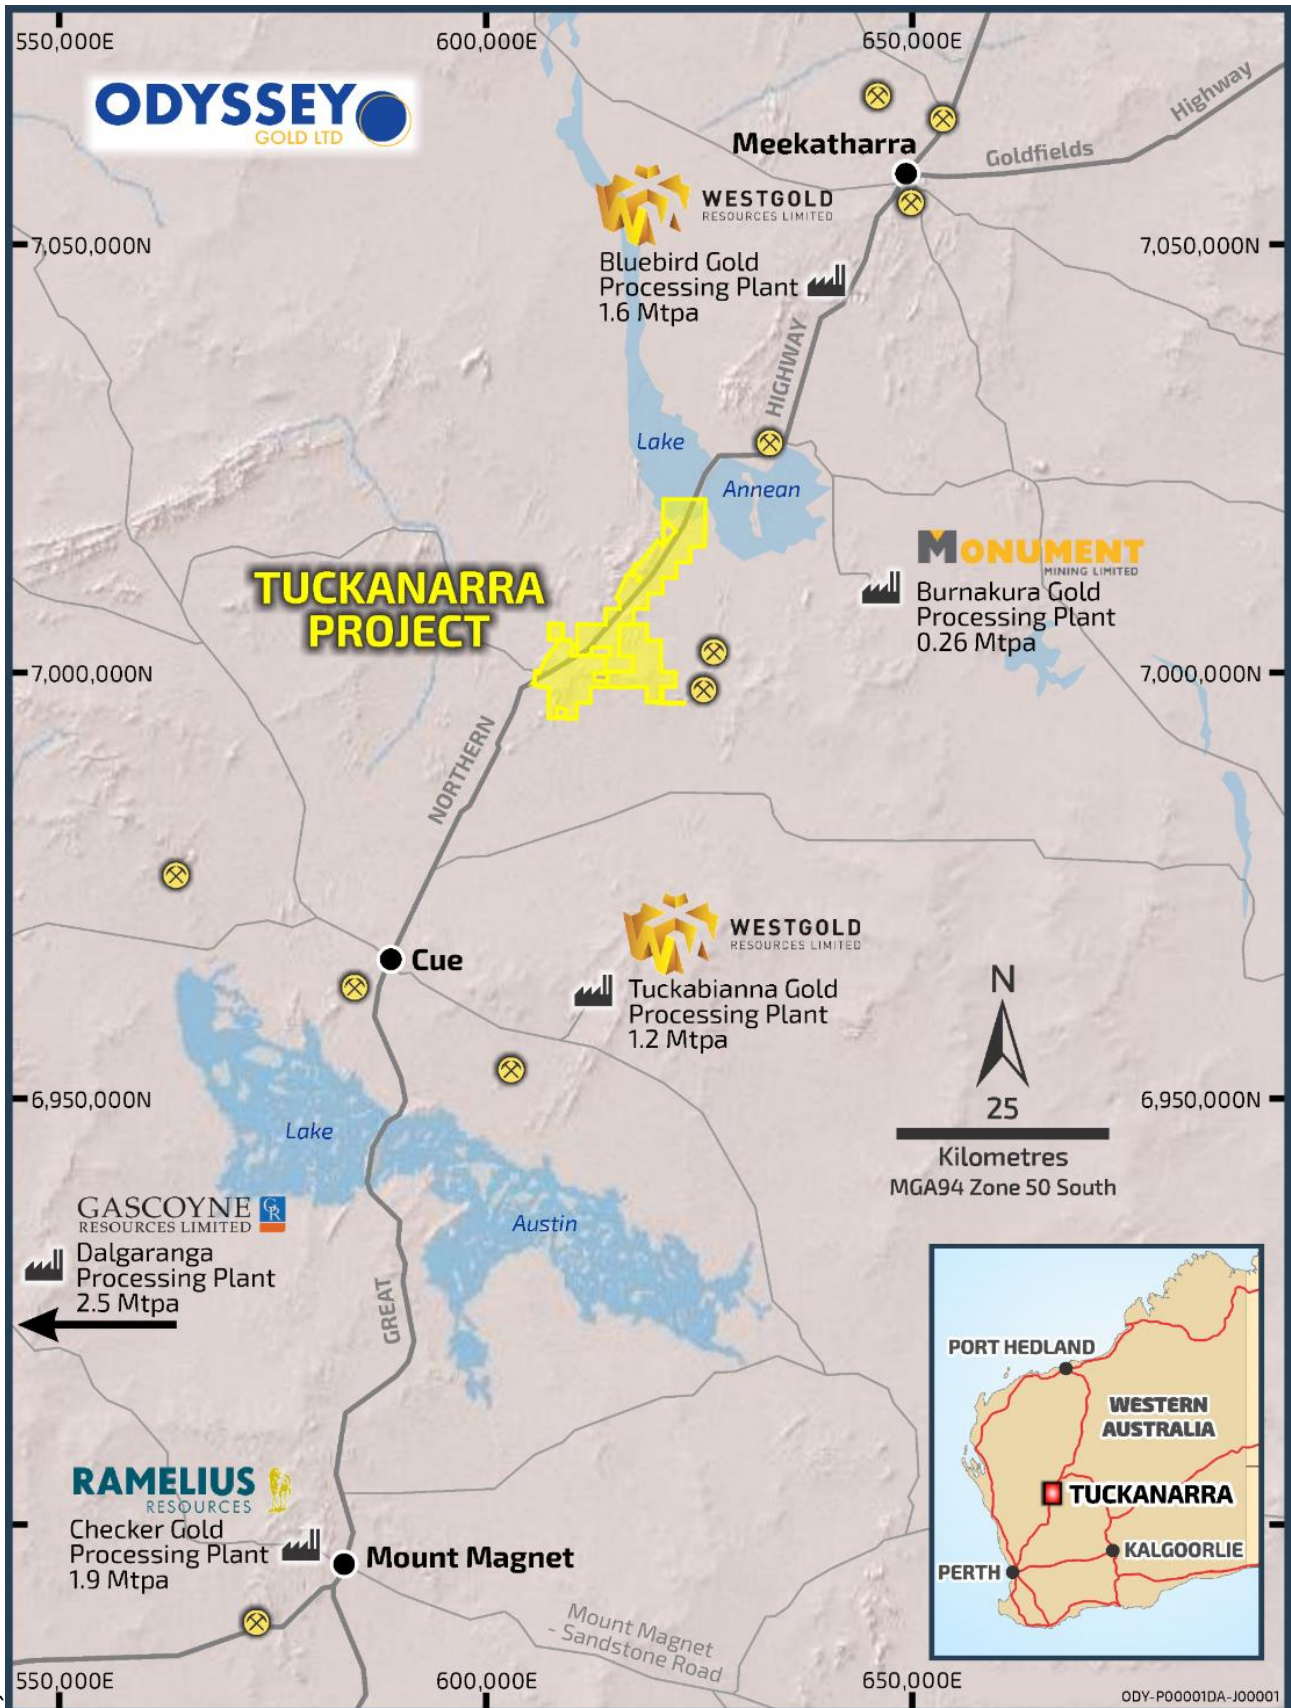 550,000E
600,000E
650,000E
ODYSSEY
GOLD LTD
Highway
Goldfields
Meekatharra
WESTGOLD
RESOURCES LIMITED
7,050,000N
7,050,000N
Bluebird Gold
Processing Plant
1.6 Mtpa
HIGHWAY
Lake
Annean
MONUMENT
MINING LIMITED
Burnakura Gold
Processing Plant
0.26 Mtpa
TUCKANARRA
PROJECT
7,000,000N
7,000,000N
NORTHERN
WESTGOLD
RESOURCES LIMITED
Cue
Tuckabianna Gold
Processing Plant
1.2 Mtpa
N
6,950,000N
6,950,000N
25
Kilometres
MGA94 Zone 50 South
Lake
Austin
GASCOYNE
RESOURCES LIMITED
GR
Dalgaranga
Processing Plant
2.5 Mtpa
GREAT
PORT HEDLAND
WESTERN
AUSTRALIA
TUCKANARRA
KALGOORLIE
PERTH
RAMELIUS
RESOURCES
Checker Gold
Processing Plant
1.9 Mtpa
Mount Magnet
Mount Magnet
- Sandstone Road
550,000E
600,000E
650,000E
ODY-P00001DA-J00001